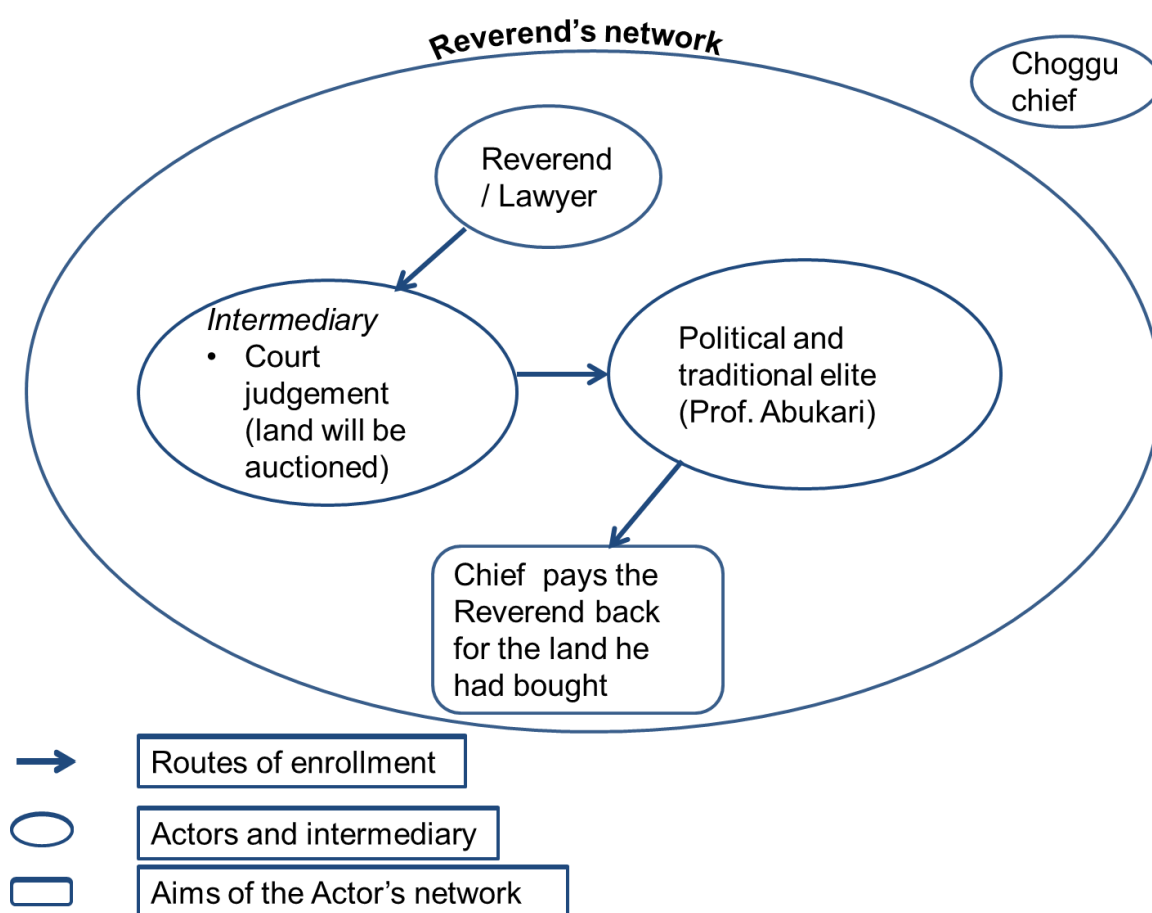 Reverend's network
Choggu
chief
Reverend
/ Lawyer
Intermediary
• Court
judgement
(land will be
auctioned)
Political and
traditional elite
(Prof. Abukari)
Chief pays the
Reverend back
for the land he
had bought
Routes of enrollment
Actors and intermediary
Aims of the Actor's network